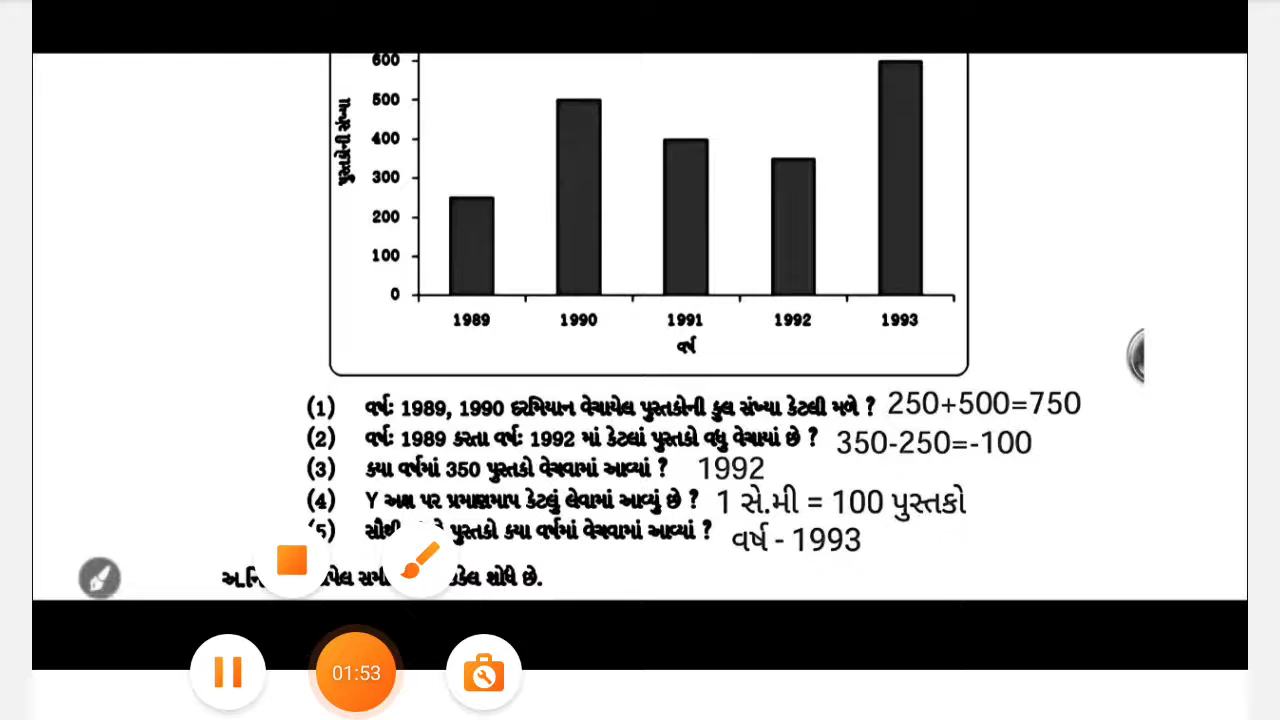 600
500
400
300
200
100
0
પુસ્તકોની સંખ્યા
1989 1990 1991 1992 1993
વર્ષ
(1) વર્ષઃ 1989, 1990 દરમિયાન વેચાયેલ પુસ્તકોની કુલ સંખ્યા કેટલી મળે ? 250+500=750
(2) વર્ષઃ 1989 કરતા વર્ષઃ 1992 માં કેટલાં પુસ્તકો વધુ વેચાયાં છે ? 350-250=-100
(3) કયા વર્ષમાં 350 પુસ્તકો વેચવામાં આવ્યાં ? 1992
(4) Y અક્ષ પર પ્રમાણમાપ કેટલું લેવામાં આવ્યું છે ? 1 સે.મી = 100 પુસ્તકો
5) પુસ્તકો કયા વર્ષમાં વેચવામાં આવ્યાં ? વર્ષ - 1993
શોધે છે.
01:53